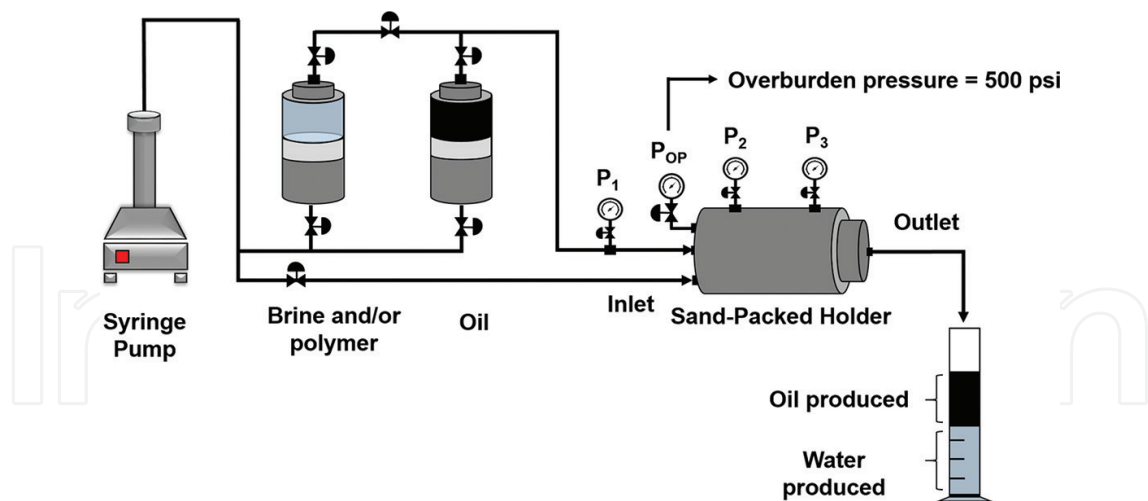 Overburden pressure = 500 psi
P1
POP
P2
P3
Outlet
Inlet
Syringe
Pump
Brine and/or
polymer
Oil
Sand-Packed Holder
Oil produced
Water
produced